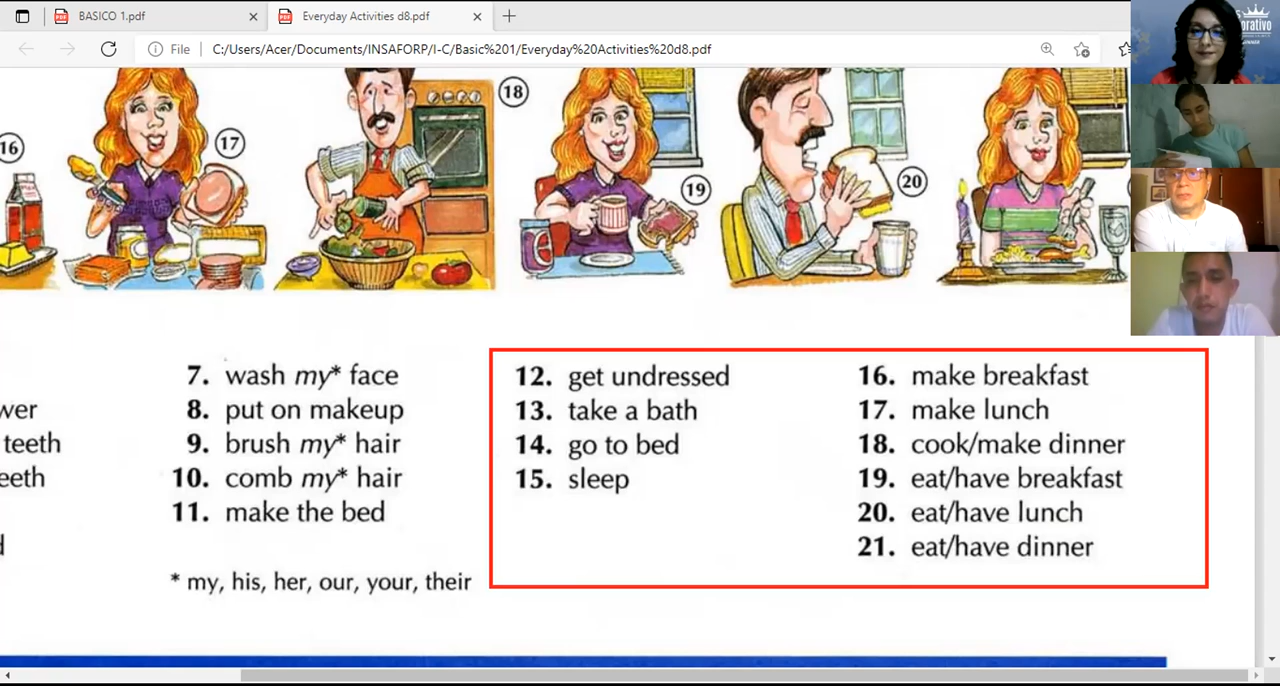 BASICO 1.pdf
Everyday Activities d8.pdf
File
C:/Users/Acer/Documents/INSAFORP/I-C/Basic%201/Everyday%20Activities%20d8.pdf
16
17
18
19
20
wer
teeth
eeth
d
7. wash my* face
8. put on makeup
9. brush my* hair
10. comb my* hair
11. make the bed
* my, his, her, our, your, their
12. get undressed
13. take a bath
14. go to bed
15. sleep
16. make breakfast
17. make lunch
18. cook/make dinner
19. eat/have breakfast
20. eat/have lunch
21. eat/have dinner